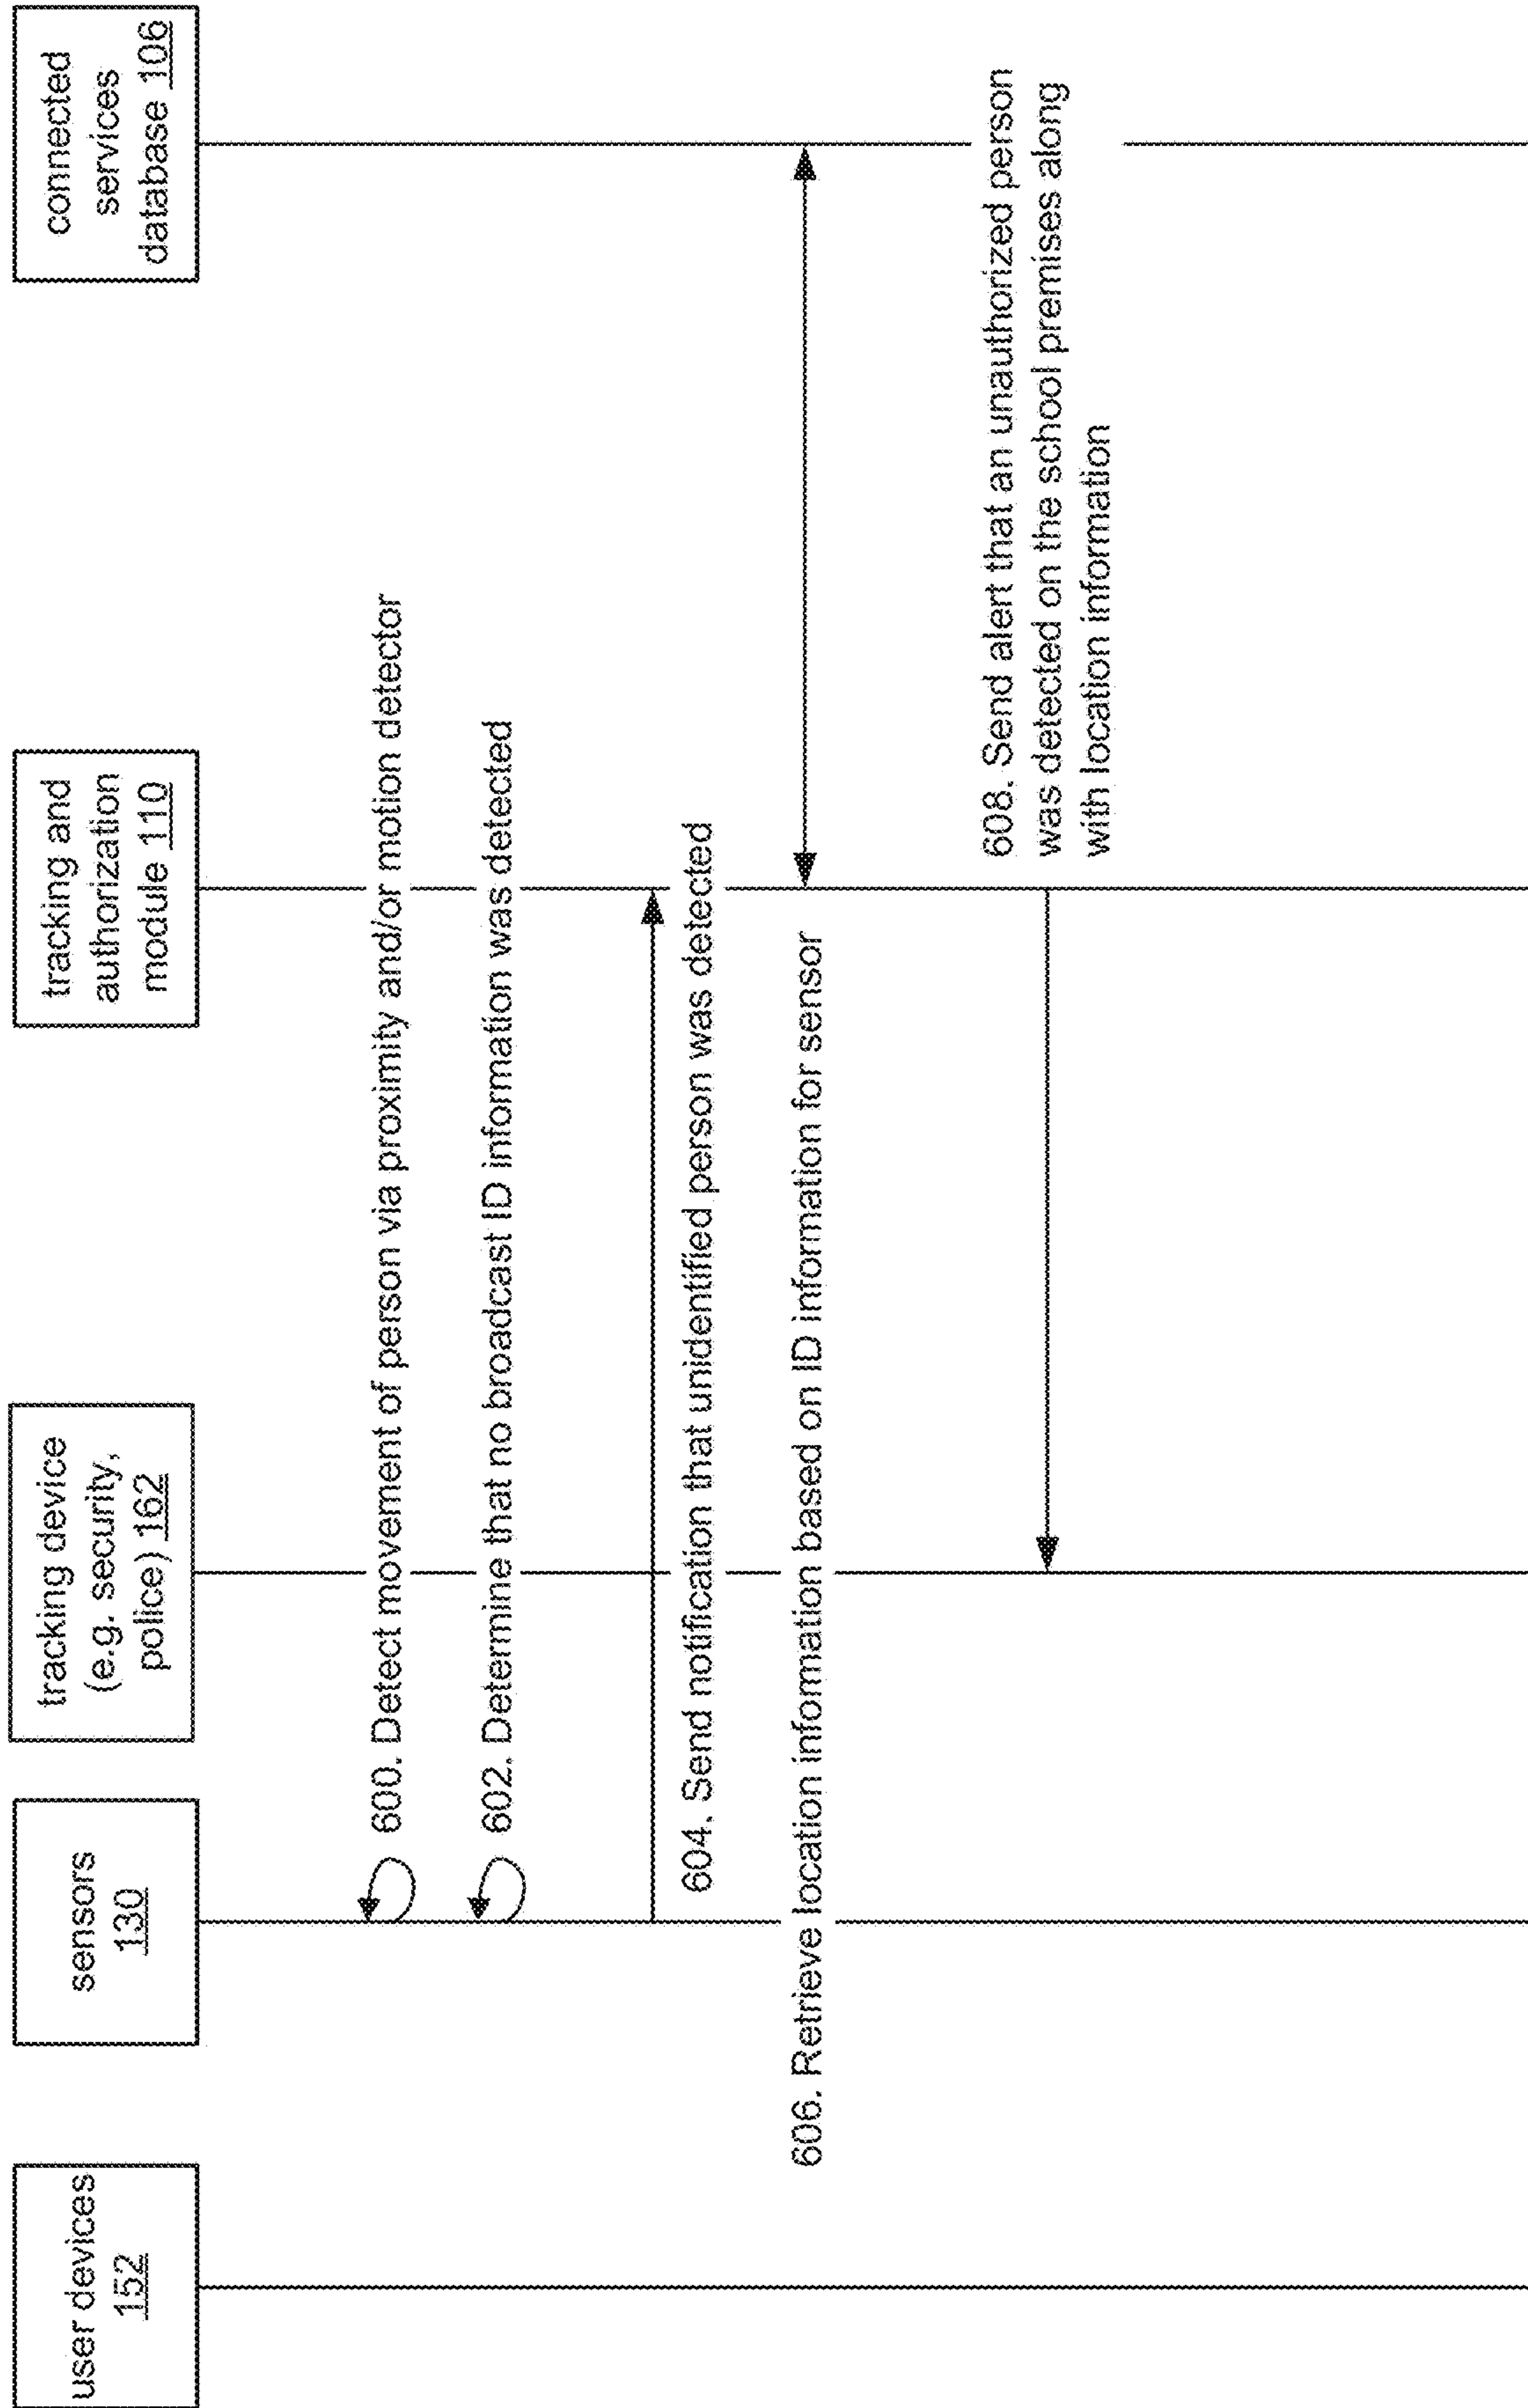 user devices
152
sensors
130
tracking device
(e.g. security,
police) 162
tracking and
authorization
module 110
connected
services
database 106
600. Detect movement of person via proximity and/or motion detector
602. Determine that no broadcast ID information was detected
604. Send notification that unidentified person was detected
606. Retrieve location information based on ID information for sensor
608. Send alert that an unauthorized person
was detected on the school premises along
with location information